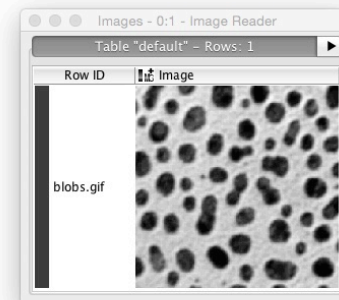 Images - 0:1 - Image Reader
Table "default" - Rows: 1
Row ID Image
blobs.gif